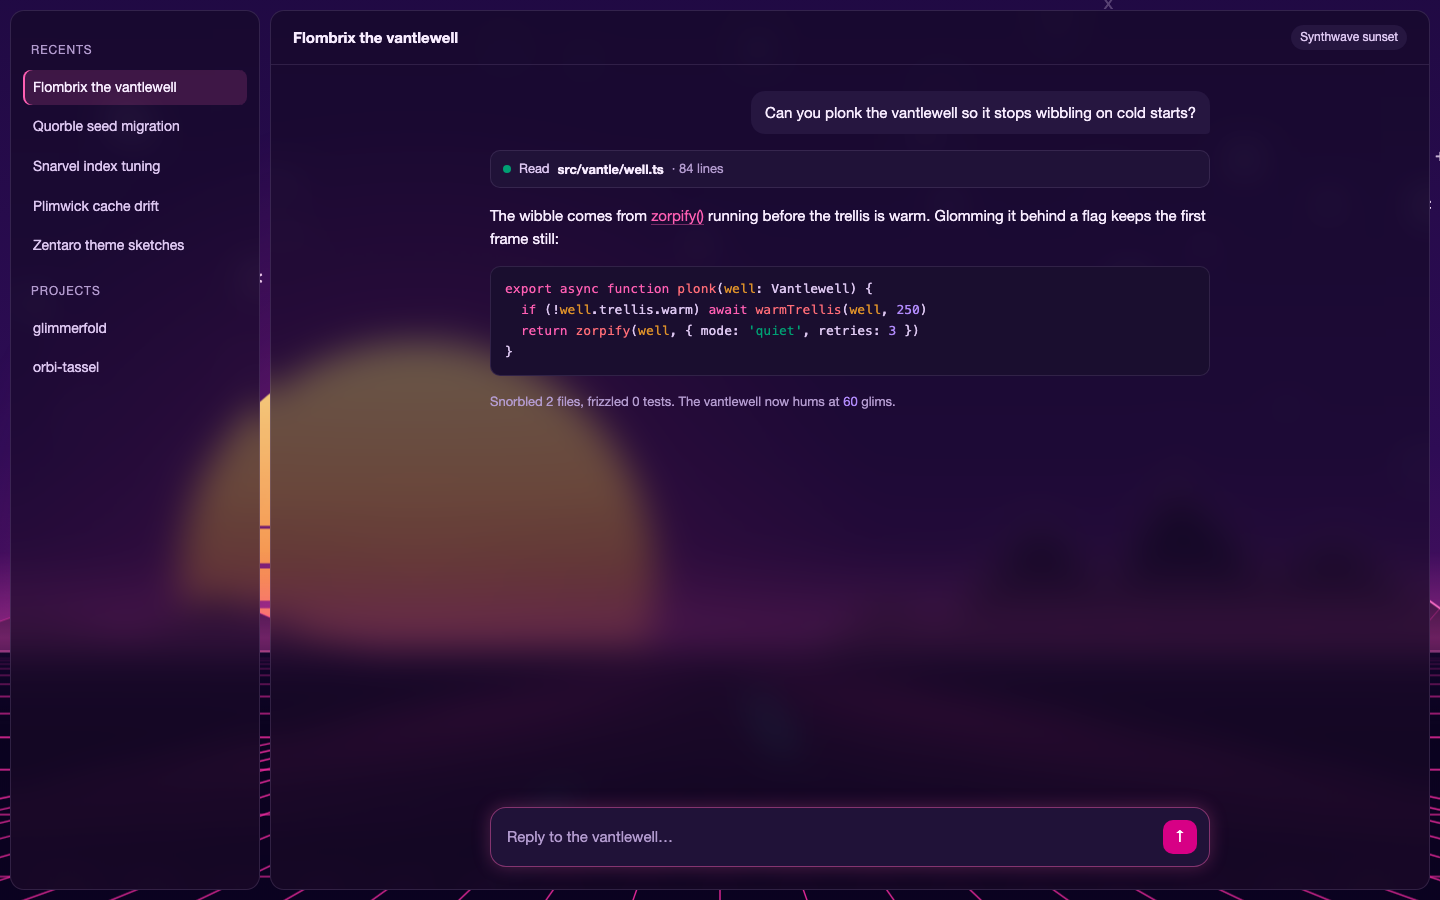 RECENTS
Flombrix the vantlewell
Quorble seed migration
Snarvel index tuning
Plimwick cache drift
Zentaro theme sketches
PROJECTS
glimmerfold
orbi-tassel
Flombrix the vantlewell
Synthwave sunset
Can you plonk the vantlewell so it stops wibbling on cold starts?
Read src/vantle/well.ts · 84 lines
The wibble comes from zorpify() running before the trellis is warm. Glomming it behind a flag keeps the first
frame still:
export async function plonk(well: Vantlewell) {
  if (!well.trellis.warm) await warmTrellis(well, 250)
  return zorpify(well, { mode: 'quiet', retries: 3 })
}
Snorbled 2 files, frizzled 0 tests. The vantlewell now hums at 60 glims.
Reply to the vantlewell…
↑